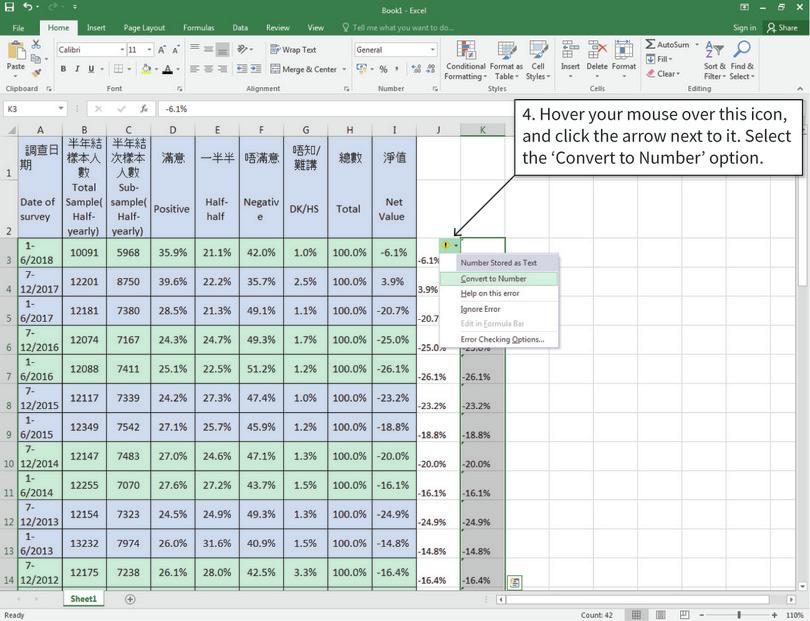 Book1 - Excel
File Home Insert Page Layout Formulas Data Review View Tell me what you want to do... Sign in Share
Paste Calibri 11 A A Wrap Text General Conditional Format as Cell Insert Delete Format AutoSum Sort & Find &
B I U A Merge & Center % , Formatting Table Styles Fill Filter Select
Clear
Clipboard Font Alignment Number Styles Cells Editing
K3 fx -6.1%
4. Hover your mouse over this icon,
and click the arrow next to it. Select
the ‘Convert to Number’ option.
A B C D E F G H I J K
1 調查日期 半年結樣本人數 半年結次樣本人數 滿意 一半半 唔滿意 唔知/難講 總數 淨值
2 Date of survey Total Sample(Half-yearly) Sub-sample(Half-yearly) Positive Half-half Negative DK/HS Total Net Value
3 1-6/2018 10091 5968 35.9% 21.1% 42.0% 1.0% 100.0% -6.1% -6.1%
4 7-12/2017 12201 8750 39.6% 22.2% 35.7% 2.5% 100.0% 3.9% 3.9%
5 1-6/2017 12181 7380 28.5% 21.3% 49.1% 1.1% 100.0% -20.7% -20.7
6 7-12/2016 12074 7167 24.3% 24.7% 49.3% 1.7% 100.0% -25.0% -25.0% -25.0%
7 1-6/2016 12088 7411 25.1% 22.5% 51.2% 1.2% 100.0% -26.1% -26.1% -26.1%
8 7-12/2015 12117 7339 24.2% 27.3% 47.4% 1.0% 100.0% -23.2% -23.2% -23.2%
9 1-6/2015 12349 7542 27.1% 25.7% 45.9% 1.2% 100.0% -18.8% -18.8% -18.8%
10 7-12/2014 12147 7483 27.0% 24.6% 47.1% 1.3% 100.0% -20.0% -20.0% -20.0%
11 1-6/2014 12255 7070 27.6% 27.2% 43.7% 1.5% 100.0% -16.1% -16.1% -16.1%
12 7-12/2013 12154 7323 24.5% 24.9% 49.3% 1.3% 100.0% -24.9% -24.9% -24.9%
13 1-6/2013 13232 7974 26.0% 31.6% 40.9% 1.5% 100.0% -14.8% -14.8% -14.8%
14 7-12/2012 12175 7238 26.1% 28.0% 42.5% 3.3% 100.0% -16.4% -16.4% -16.4%
Number Stored as Text
Convert to Number
Help on this error
Ignore Error
Edit in Formula Bar
Error Checking Options...
Sheet1
Ready Count: 42 110%